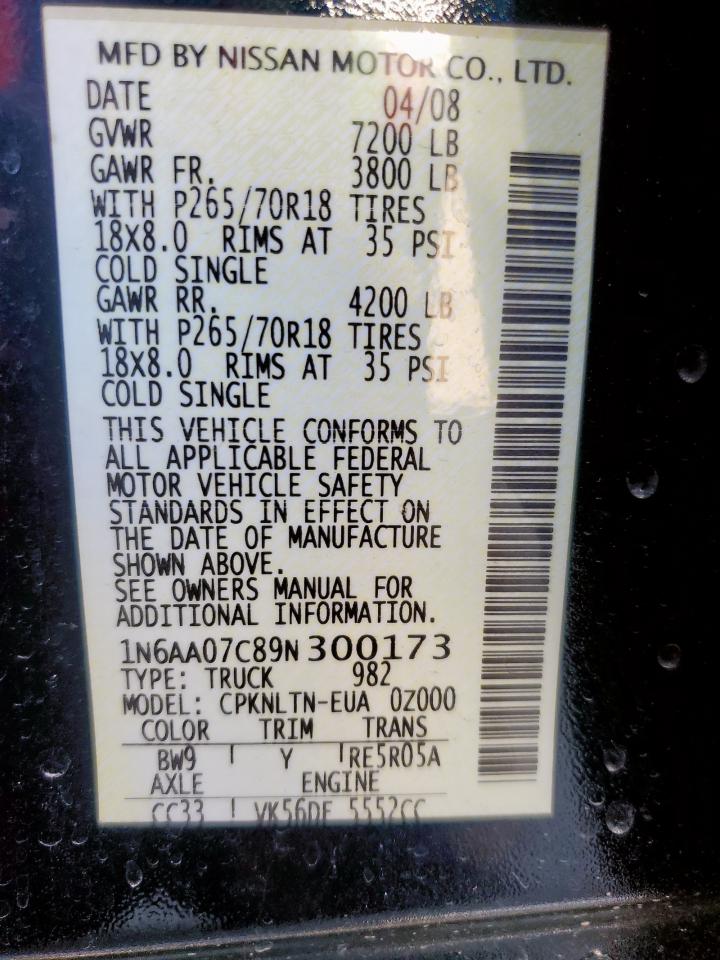 MFD BY NISSAN MOTOR CO., LTD.
DATE 04/08
GVWR 7200 LB
GAWR FR. 3800 LB
WITH P265/70R18 TIRES
18X8.0 RIMS AT 35 PSI
COLD SINGLE
GAWR RR. 4200 LB
WITH P265/70R18 TIRES
18X8.0 RIMS AT 35 PSI
COLD SINGLE
THIS VEHICLE CONFORMS TO
ALL APPLICABLE FEDERAL
MOTOR VEHICLE SAFETY
STANDARDS IN EFFECT ON
THE DATE OF MANUFACTURE
SHOWN ABOVE.
SEE OWNERS MANUAL FOR
ADDITIONAL INFORMATION.
1N6AA07C89N300173
TYPE: TRUCK 982
MODEL: CPKNLTN-EUA 0Z000
COLOR TRIM TRANS
BW9 Y RE5R05A
AXLE ENGINE
CC33 VK56DE 5552CC